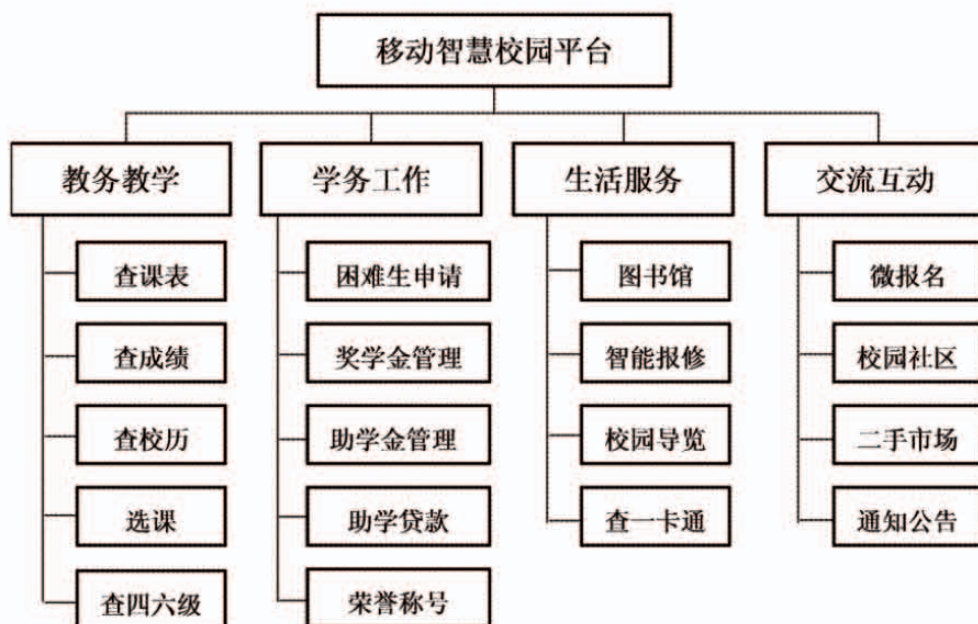 移动智慧校园平台
教务教学
学务工作
生活服务
交流互动
查课表
查成绩
查校历
选课
查四六级
困难生申请
奖学金管理
助学金管理
助学贷款
荣誉称号
图书馆
智能报修
校园导览
查一卡通
微报名
校园社区
二手市场
通知公告